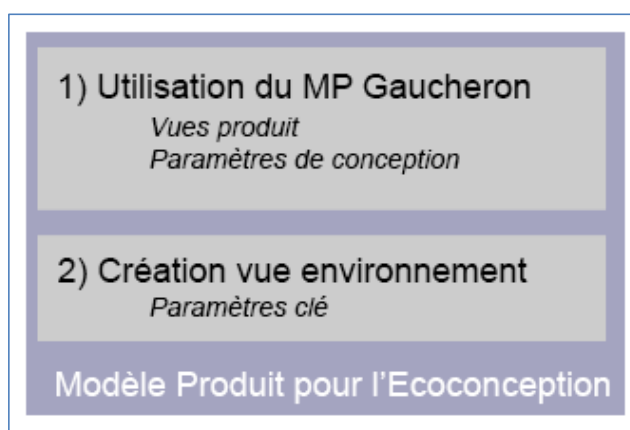 1) Utilisation du MP Gaucheron
Vues produit
Paramètres de conception
2) Création vue environnement
Paramètres clé
Modèle Produit pour l'Ecoconception